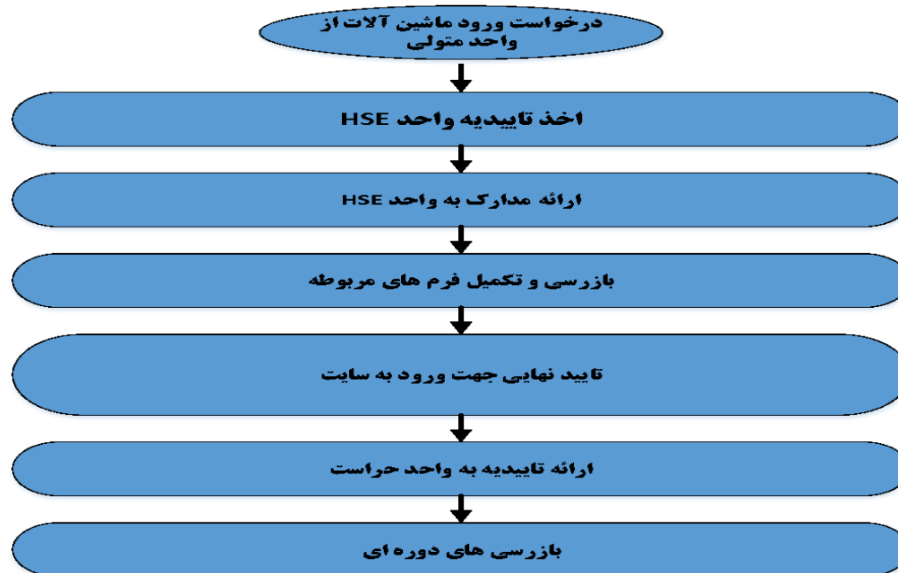 درخواست ورود ماشین آلات از
واحد متولی
اخذ تاییدیه واحد HSE
ارائه مدارک به واحد HSE
بازرسی و تکمیل فرم های مربوطه
تایید نهایی جهت ورود به سایت
ارائه تاییدیه به واحد حراست
بازرسی های دوره ای